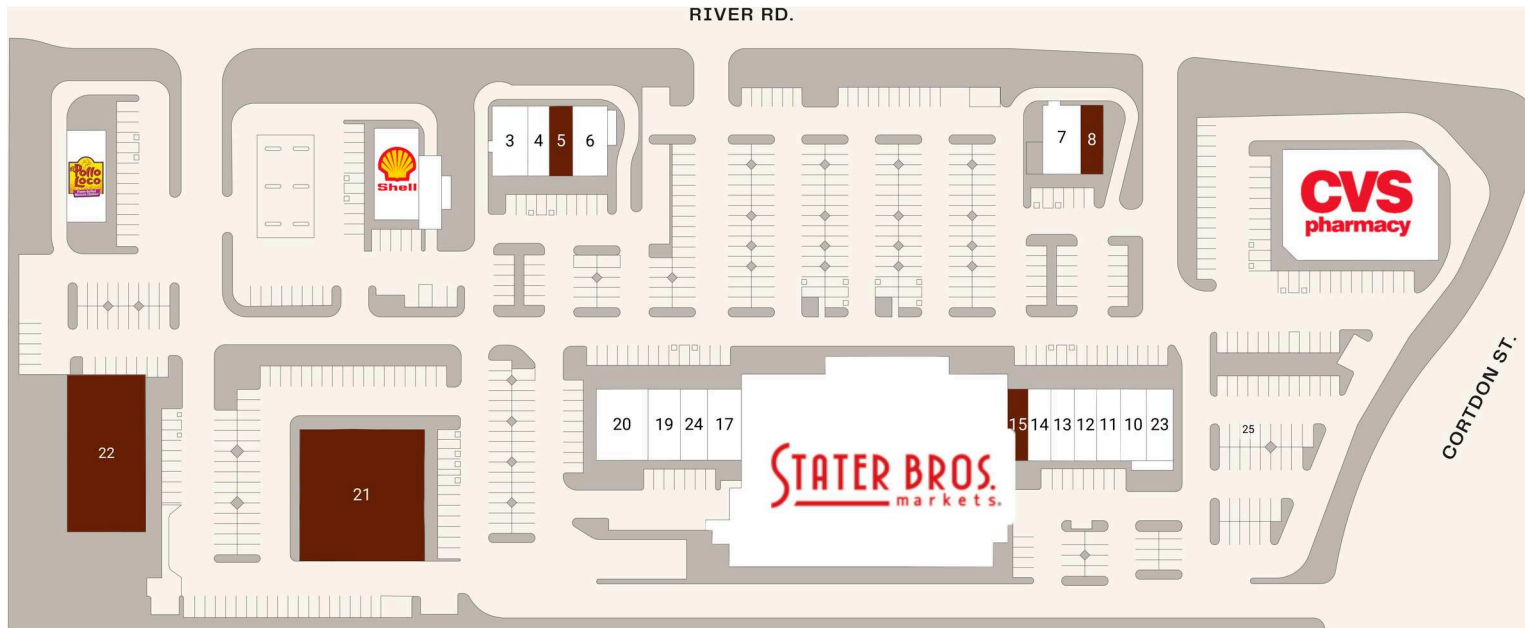 RIVER RD.
Pollo
Loco
Shell
3
4
5
6
7
8
CVS
pharmacy
CORTDON ST.
22
21
20
19
24
17
STATER BROS.
markets.
15
14
13
12
11
10
23
25